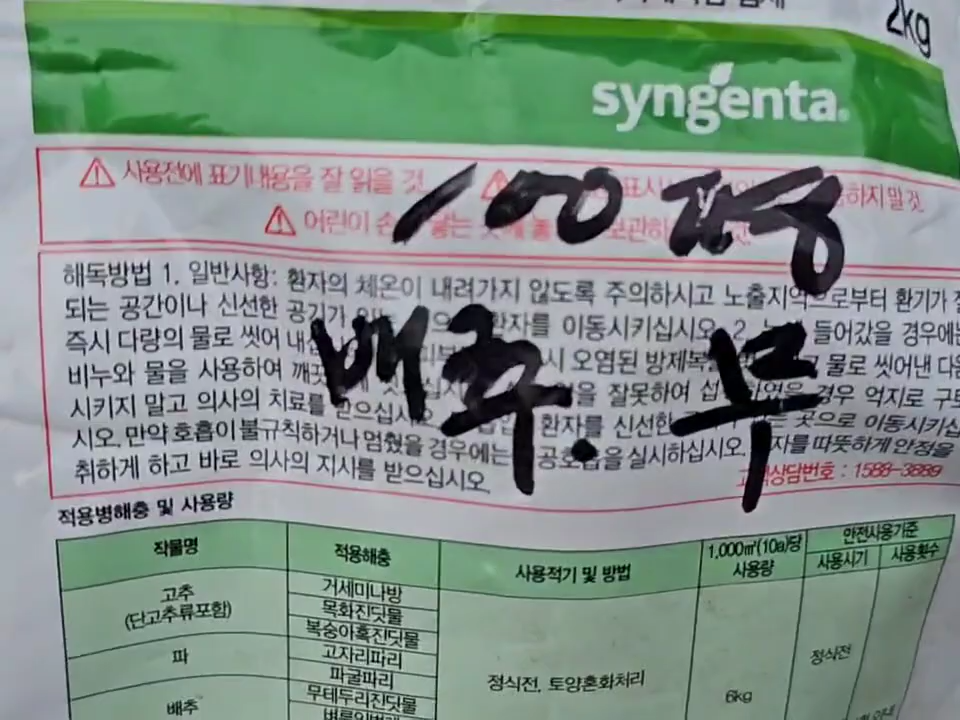 2kg
syngenta.
사용전에 표기내용을 잘 읽을 것
하지 말 것.
100평
어린이 손
배추. 무
해독방법 1. 일반사항: 환자의 체온이 내려가지 않도록 주의하시고 노출지역으로부터 환기가
되는 공간이나 신선한 공기가 환자를 이동시키십시오. 2. 들어갔을 경우에는
즉시 다량의 물로 씻어 시 오염된 방제복 물로 씻어낸 다음
비누와 물을 사용하여 을 잘못하여 경우 억지로 구토
시키지 말고 의사의 치료를 받으십시오. 환자를 신선한 곳으로 이동시키
시오. 만약 호흡이 불규칙하거나 멈췄을 경우에는 인공호흡을 실시하십시오. 환자를 따뜻하게 안정을
취하게 하고 바로 의사의 지시를 받으십시오.
고객상담번호 : 1588-3889
적용병해충 및 사용량
작물명 적용해충 사용적기 및 방법 1,000㎡(10a)당 사용량 안전사용기준
사용시기 사용횟수
고추
(단고추류포함)
거세미나방
목화진딧물
복숭아혹진딧물
파
고자리파리
파굴파리
정식전, 토양혼화처리
6kg
정식전
배추
무테두리진딧물